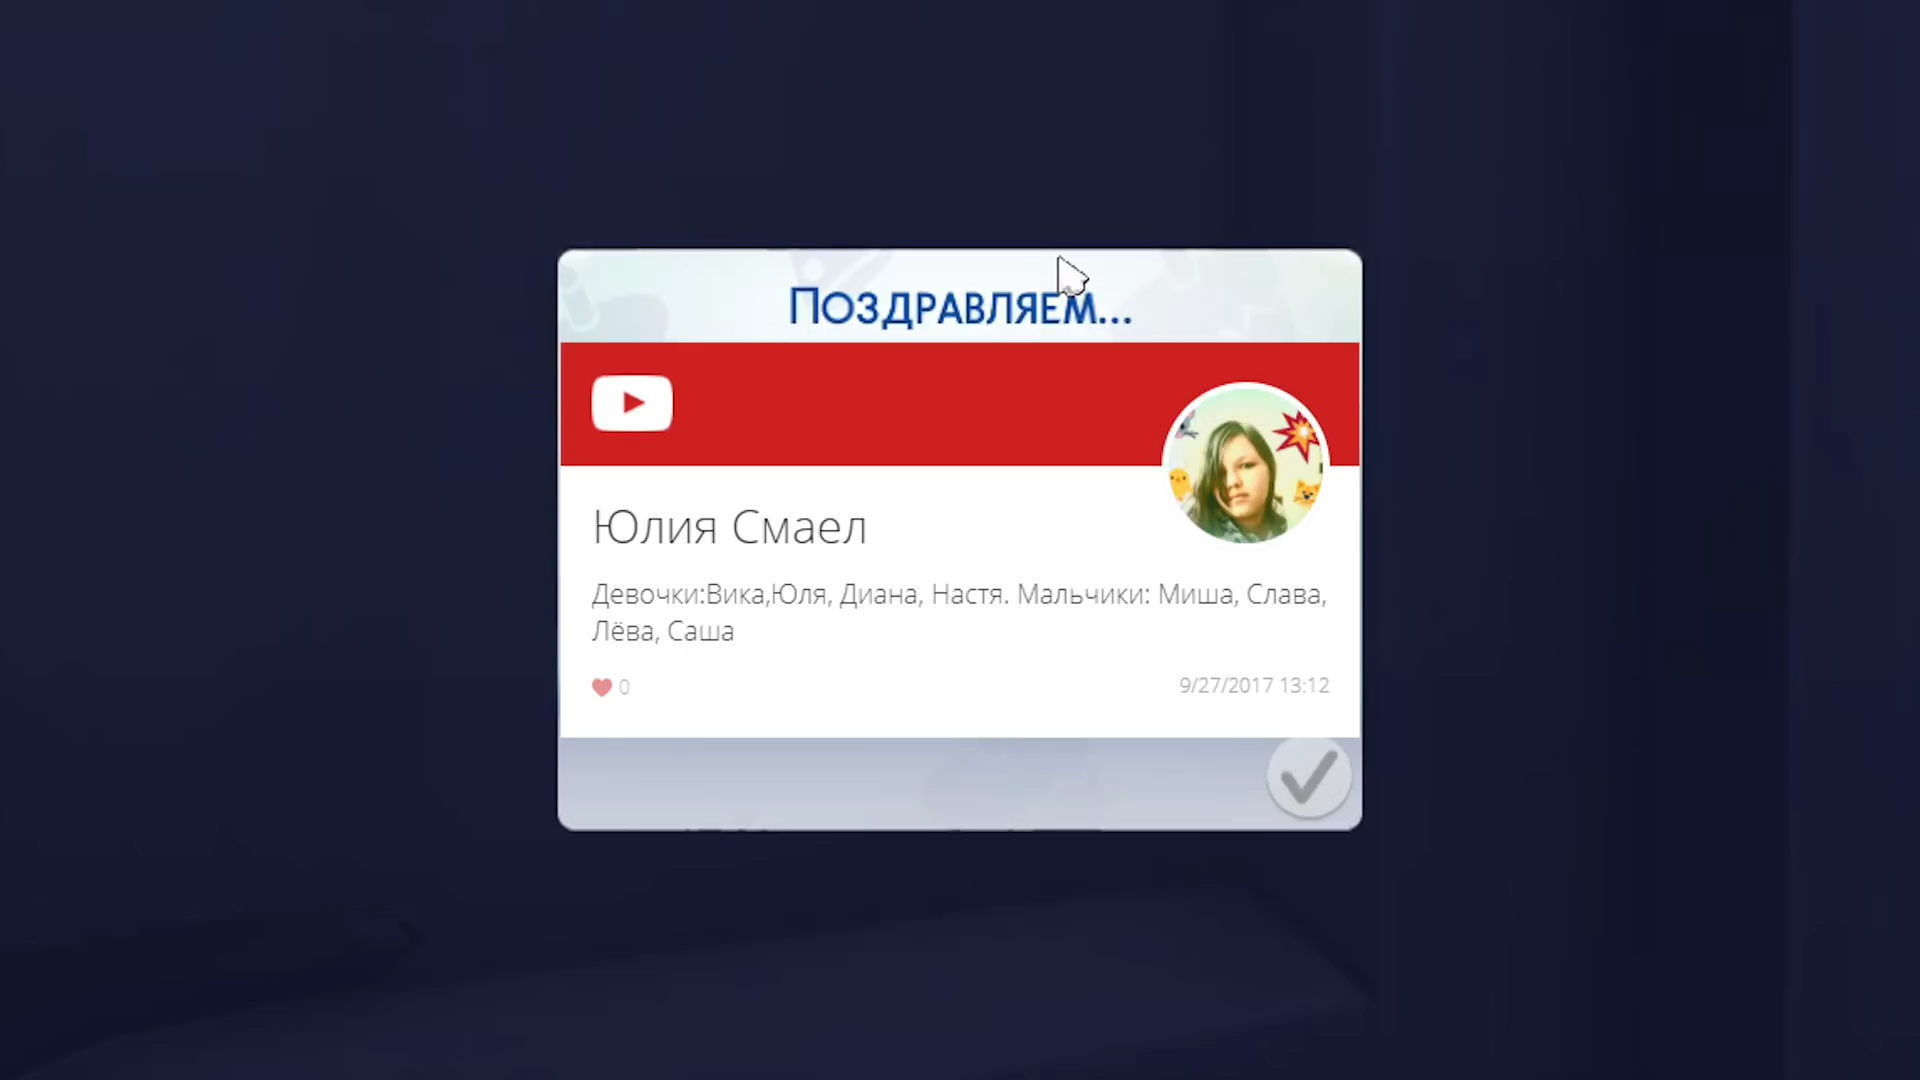 Поздравляем...
Юлия Смаел
Девочки:Вика,Юля, Диана, Настя. Мальчики: Миша, Слава,
Лёва, Саша
0
9/27/2017 13:12